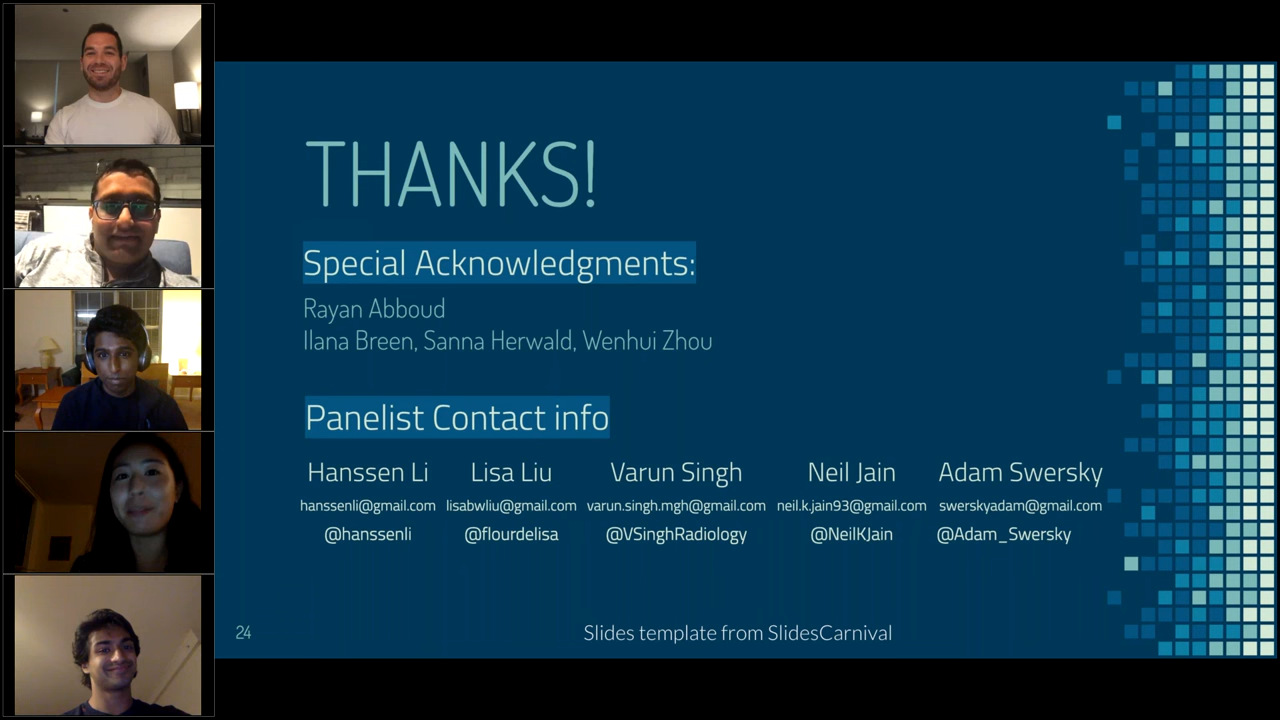 THANKS!
Special Acknowledgments:
Rayan Abboud
Ilana Breen, Sanna Herwald, Wenhui Zhou
Panelist Contact info
Hanssen Li Lisa Liu Varun Singh Neil Jain Adam Swersky
hanssenli@gmail.com lisabwliu@gmail.com varun.singh.mgh@gmail.com neil.k.jain93@gmail.com swerskyadam@gmail.com
@hanssenli @flourdelisa @VSinghRadiology @NeilKJain @Adam_Swersky
24 Slides template from SlidesCarnival